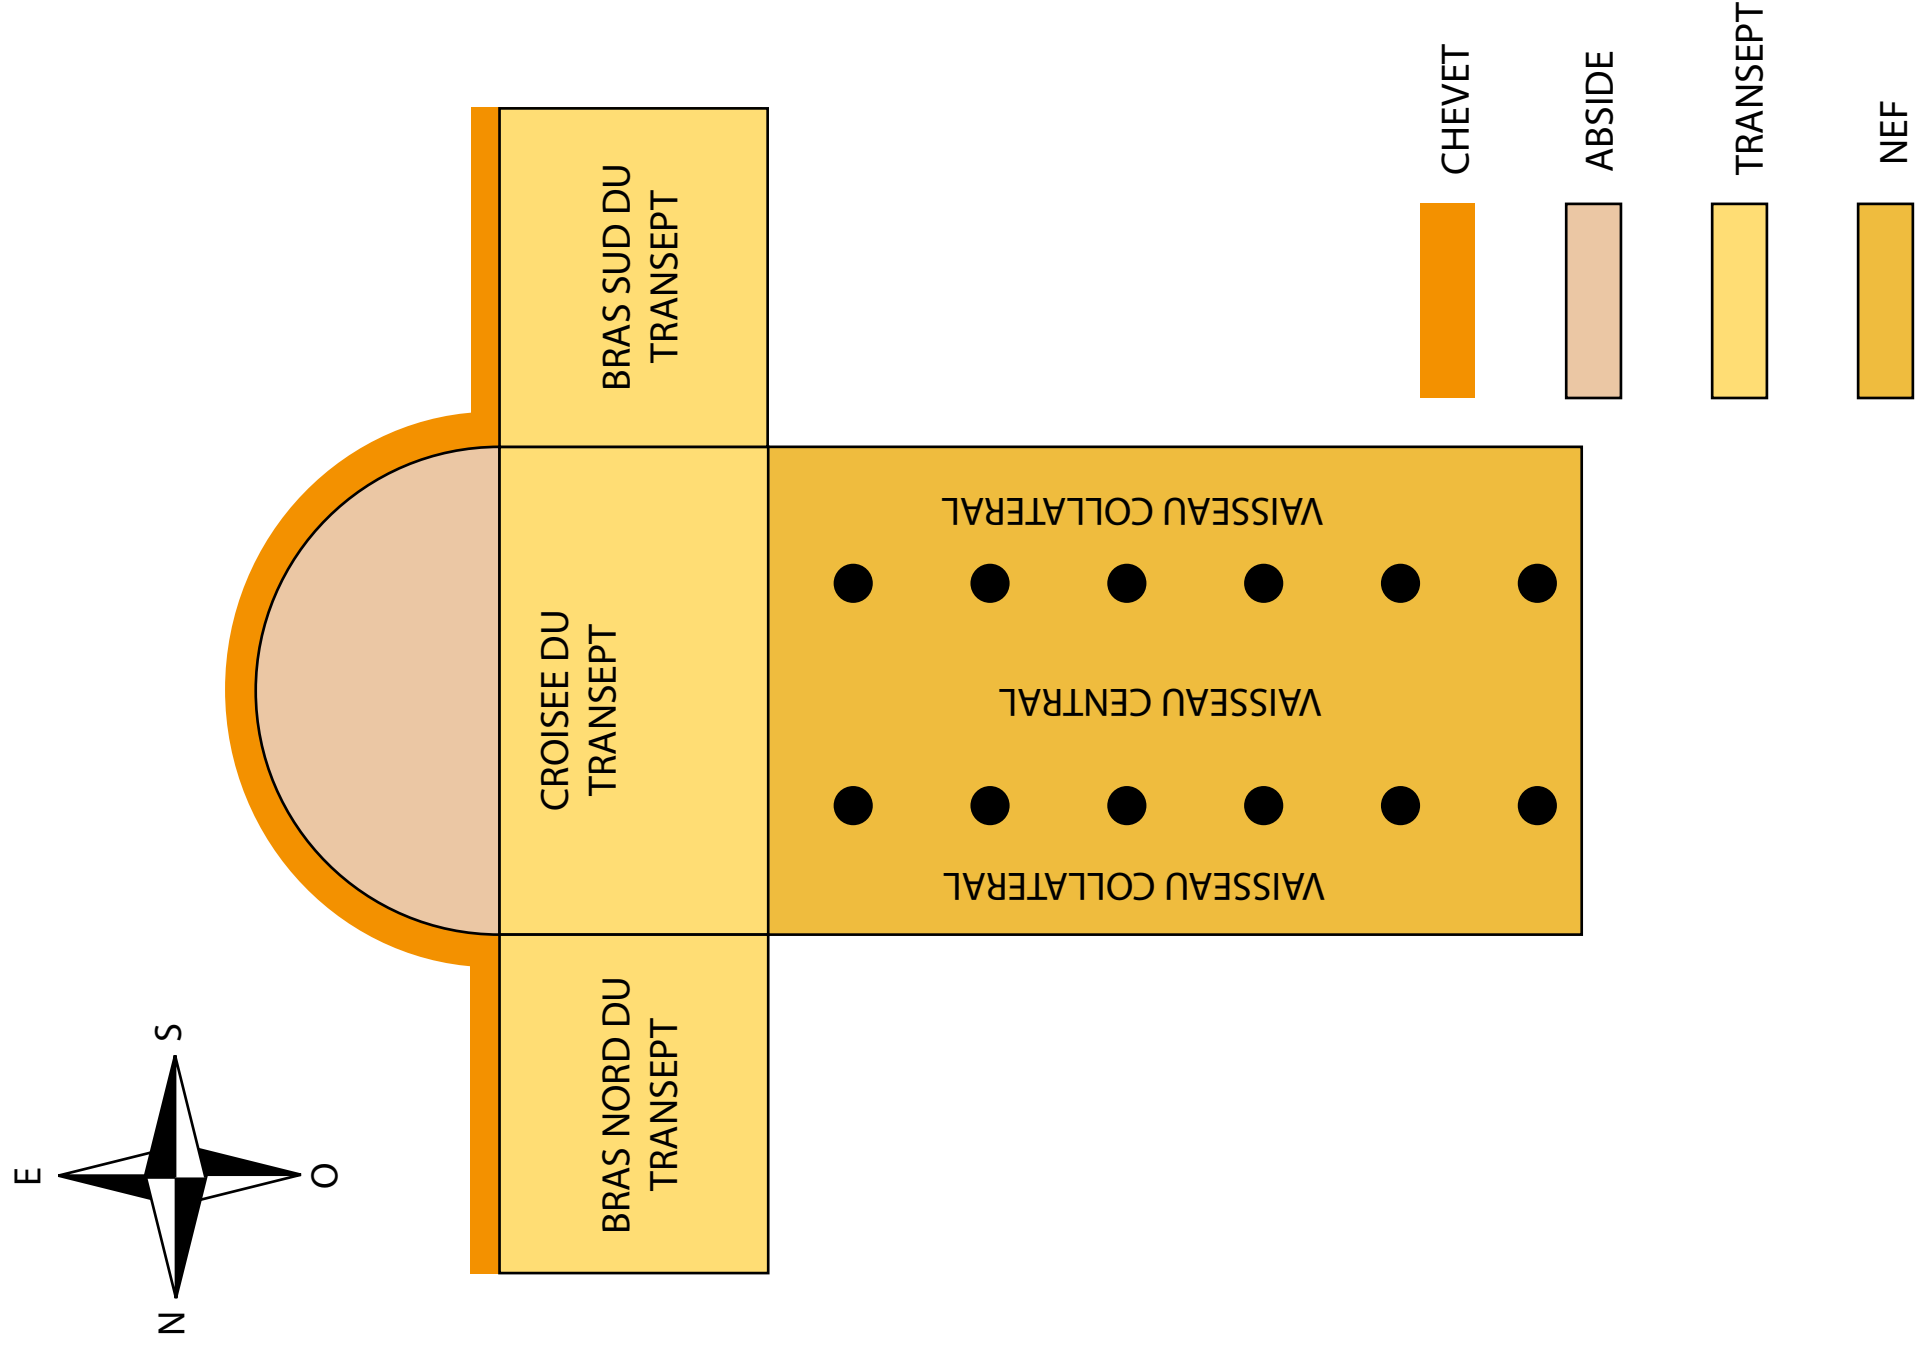 CHEVET
ABSIDE
TRANSEPT
NEF
BRAS SUD DU
TRANSEPT
CROISEE DU
TRANSEPT
BRAS NORD DU
TRANSEPT
VAISSEAU COLLATERAL
VAISSEAU CENTRAL
VAISSEAU COLLATERAL
E
S
O
N